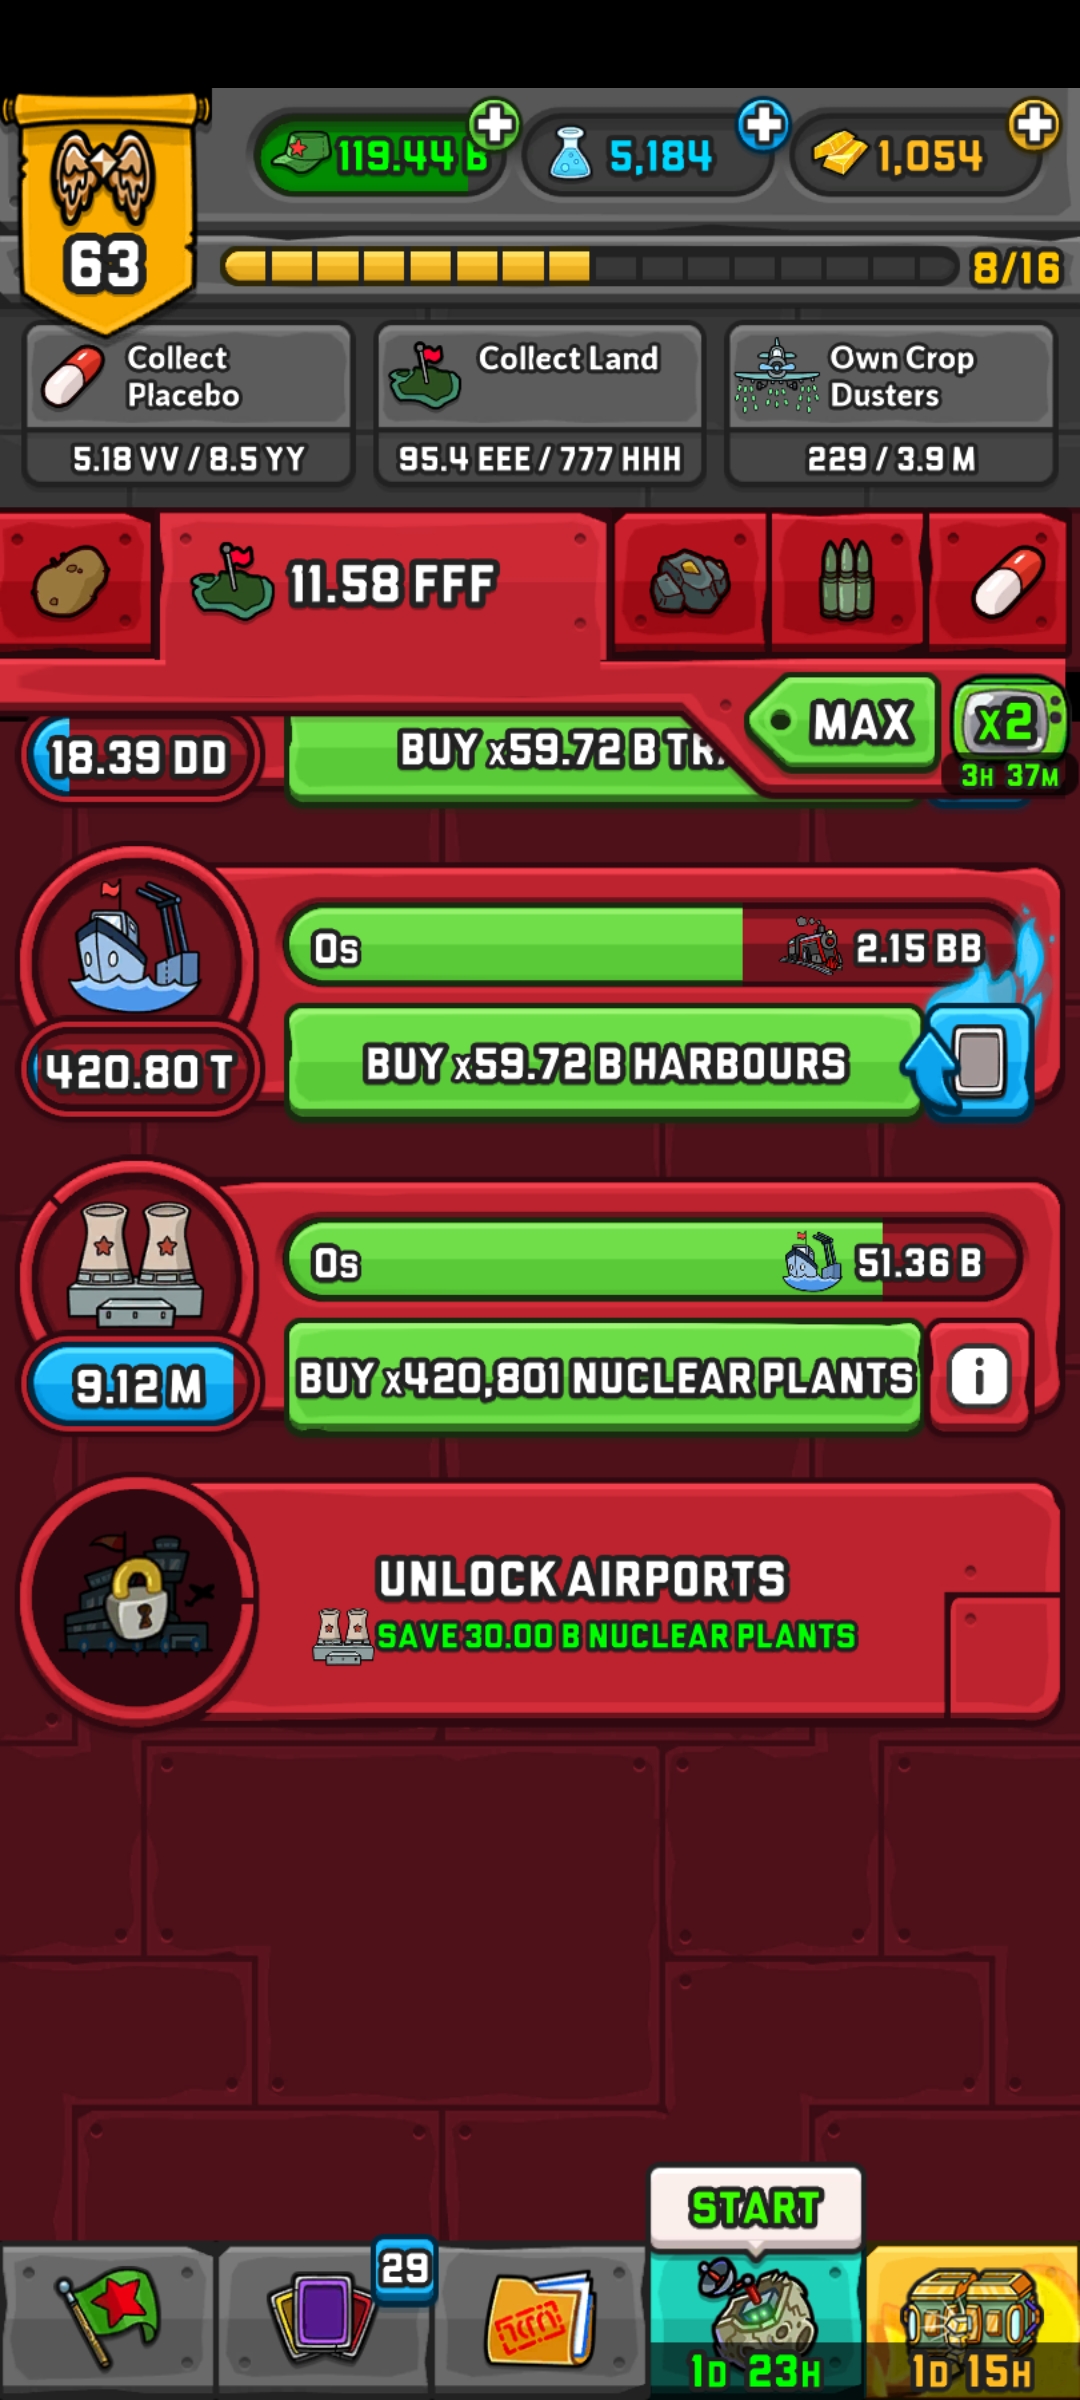 119.44 B
5,184
1,054
63
8/16
Collect
Placebo
5.18 VV / 8.5 YY
Collect Land
95.4 EEE / 777 HHH
Own Crop
Dusters
229 / 3.9 M
11.58 FFF
MAX
x2
3H 37M
18.39 DD
BUY x59.72 B
0s
2.15 BB
420.80 T
BUY x59.72 B HARBOURS
0s
51.36 B
9.12 M
BUY x420,801 NUCLEAR PLANTS
i
UNLOCK AIRPORTS
SAVE 30.00 B NUCLEAR PLANTS
START
29
1D 23H
1D 15H